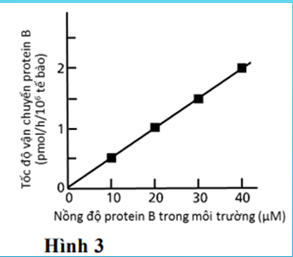 Tốc độ vận chuyển protein B
(pmol/h/10⁶ tế bào)
2
1
0
0 10 20 30 40
Nồng độ protein B trong môi trường (µM)
Hình 3